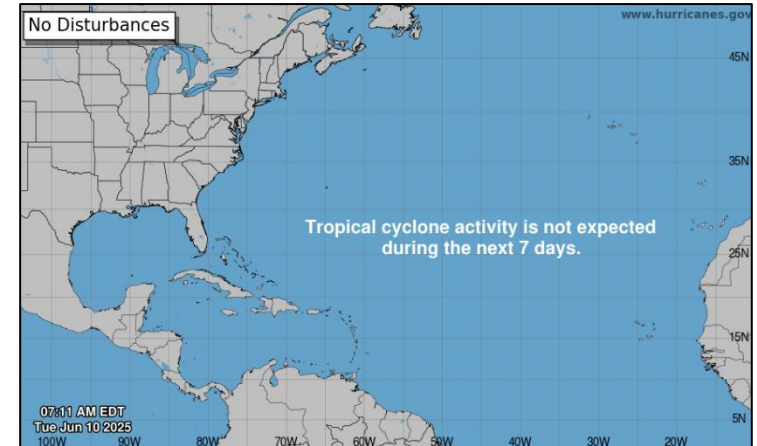 No Disturbances
www.hurricanes.gov
45N
35N
Tropical cyclone activity is not expected
during the next 7 days.
25N
15N
07:11 AM EDT
Tue Jun 10 2025
5N
100W 90W 80W 70W 60W 50W 40W 30W 20W